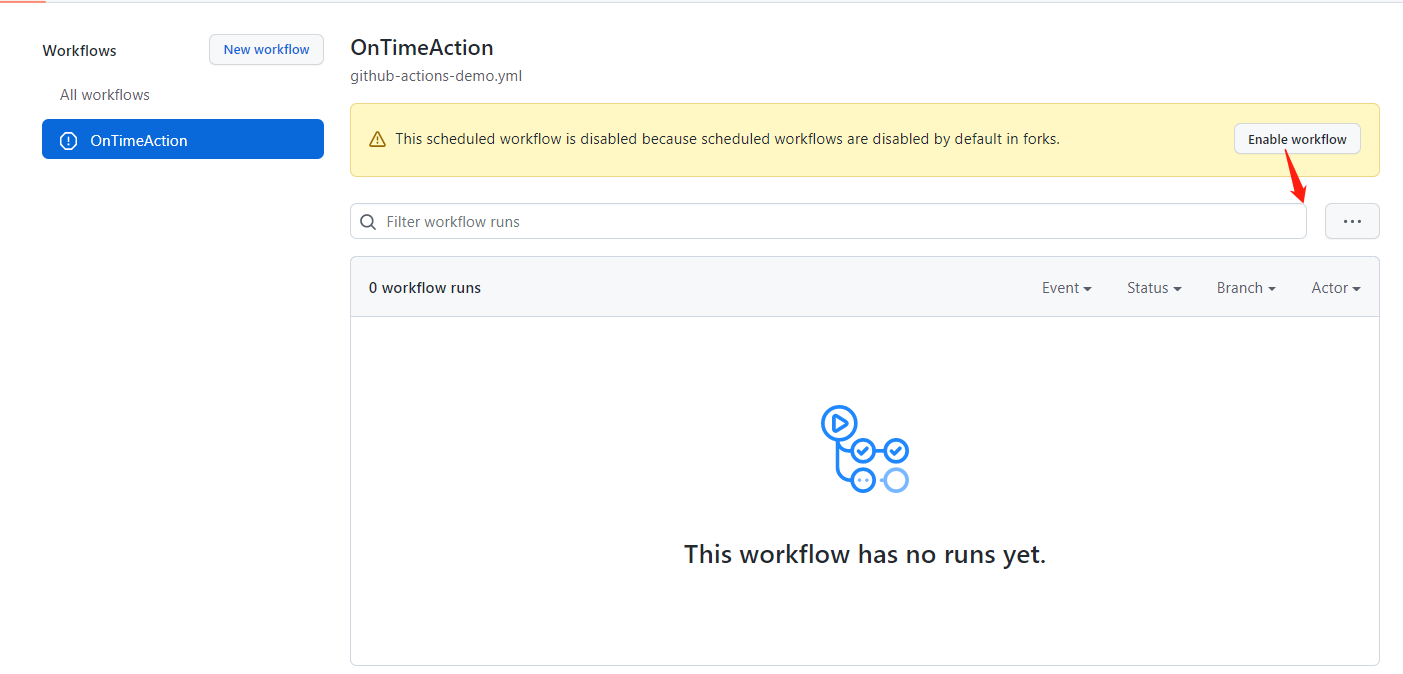 Workflows
New workflow
All workflows
OnTimeAction
OnTimeAction
github-actions-demo.yml
This scheduled workflow is disabled because scheduled workflows are disabled by default in forks.
Enable workflow
Filter workflow runs
0 workflow runs
Event
Status
Branch
Actor
This workflow has no runs yet.